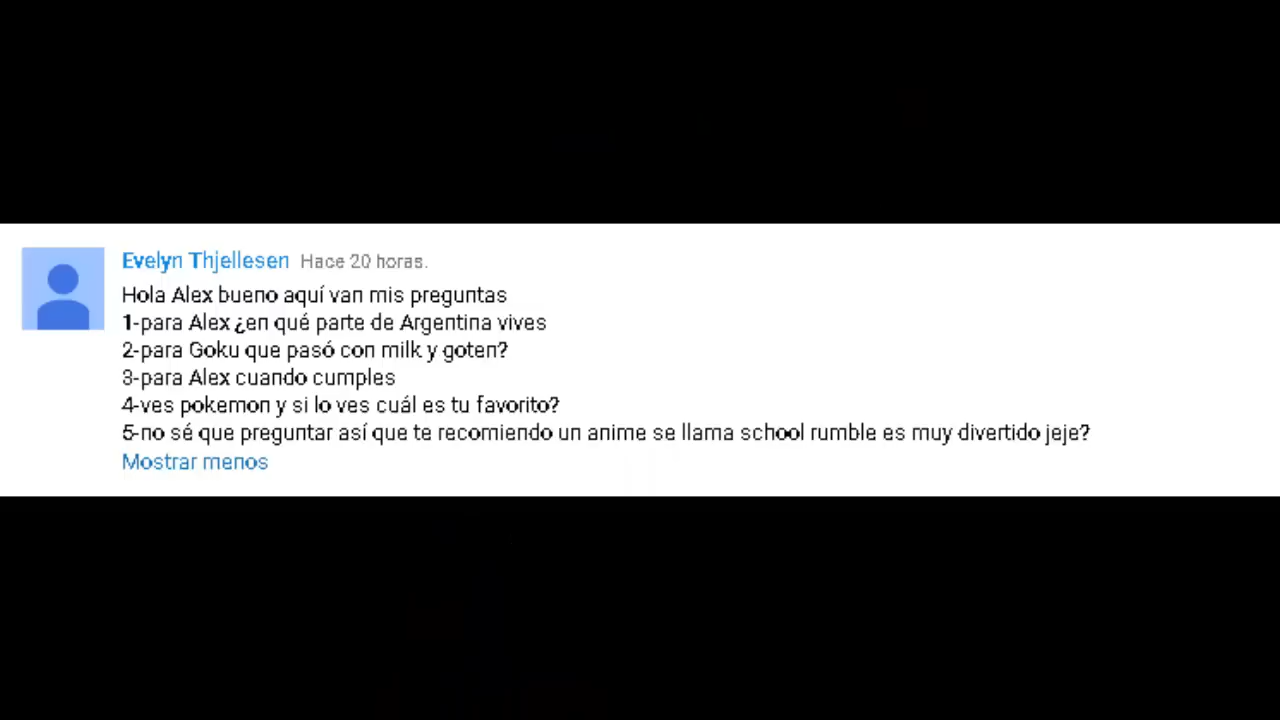 Evelyn Thjellesen Hace 20 horas.
Hola Alex bueno aquí van mis preguntas
1-para Alex ¿en qué parte de Argentina vives
2-para Goku que pasó con milk y goten?
3-para Alex cuando cumples
4-ves pokemon y si lo ves cuál es tu favorito?
5-no sé que preguntar así que te recomiendo un anime se llama school rumble es muy divertido jeje?
Mostrar menos